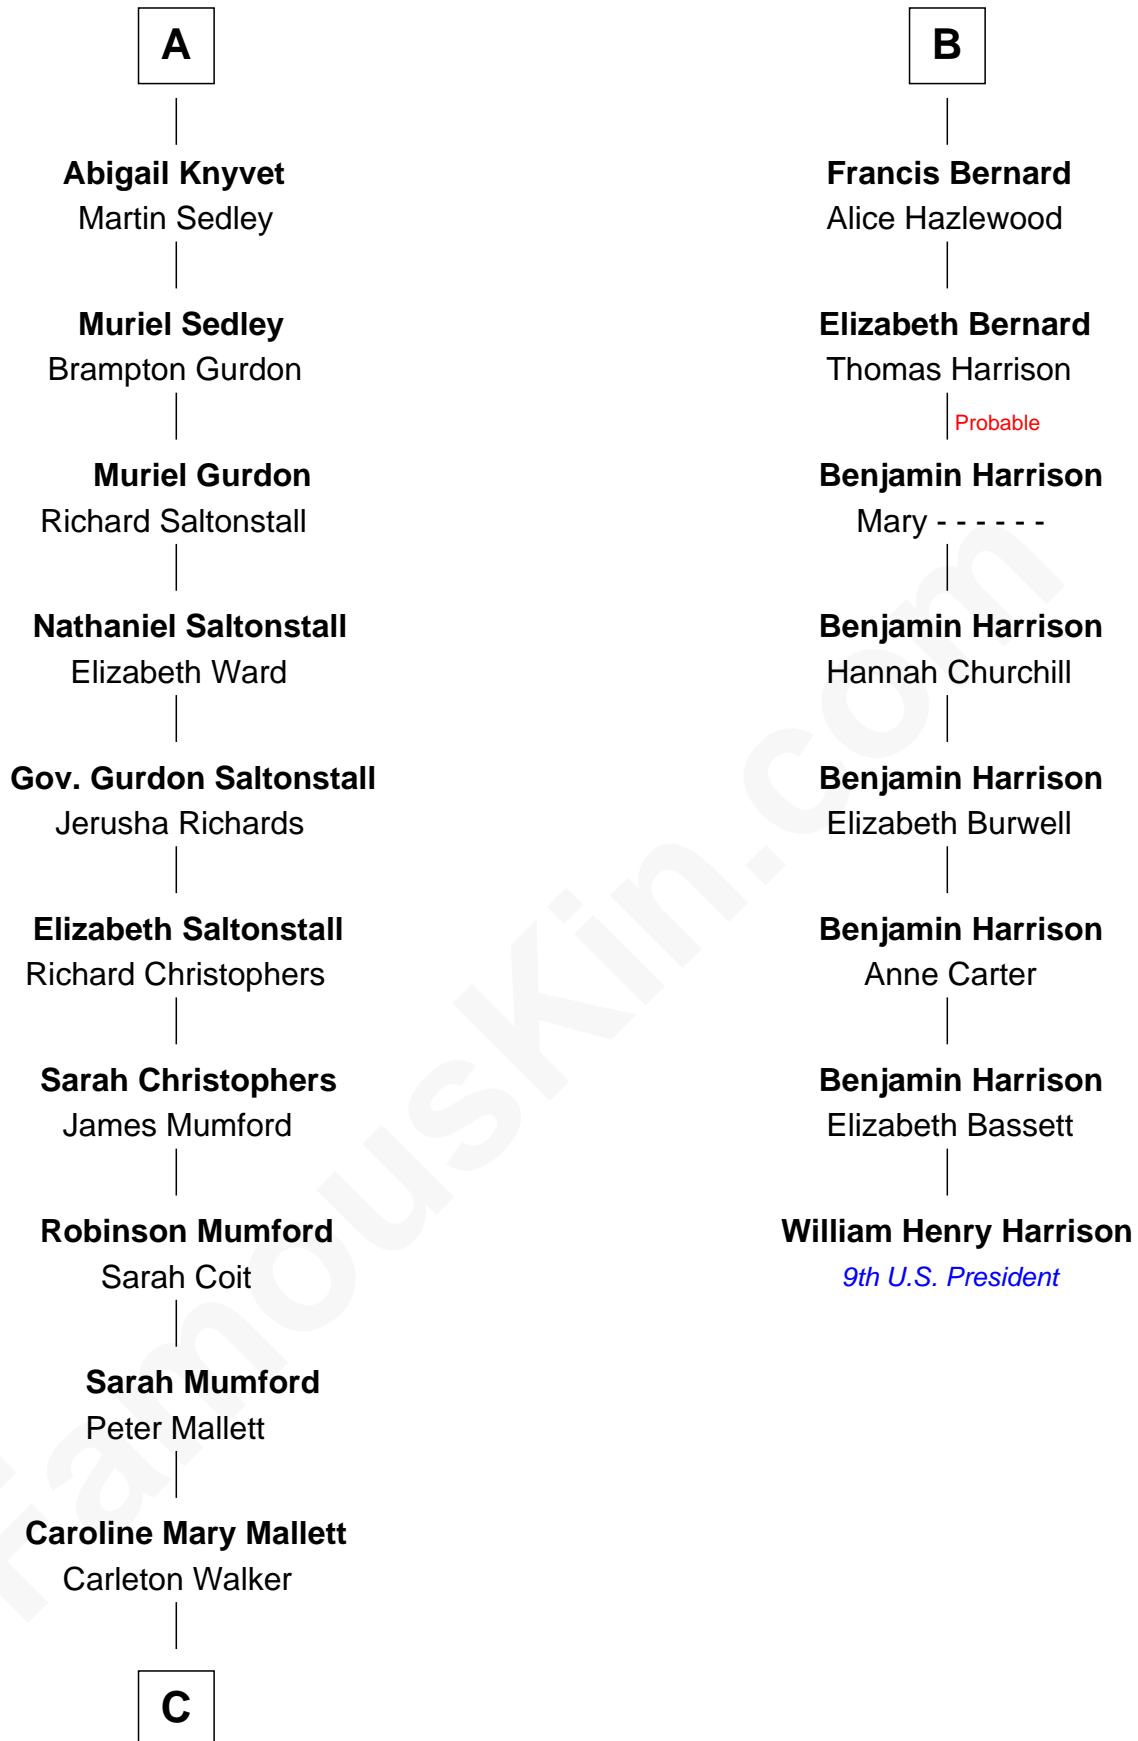 A
Abigail Knyvet
Martin Sedley
Muriel Sedley
Brampton Gurdon
Muriel Gurdon
Richard Saltonstall
Nathaniel Saltonstall
Elizabeth Ward
Gov. Gurdon Saltonstall
Jerusha Richards
Elizabeth Saltonstall
Richard Christophers
Sarah Christophers
James Mumford
Robinson Mumford
Sarah Coit
Sarah Mumford
Peter Mallett
Caroline Mary Mallett
Carleton Walker
C
B
Francis Bernard
Alice Hazlewood
Elizabeth Bernard
Thomas Harrison
Probable
Benjamin Harrison
Mary - - - - - -
Benjamin Harrison
Hannah Churchill
Benjamin Harrison
Elizabeth Burwell
Benjamin Harrison
Anne Carter
Benjamin Harrison
Elizabeth Bassett
William Henry Harrison
9th U.S. President
FamousKin.com